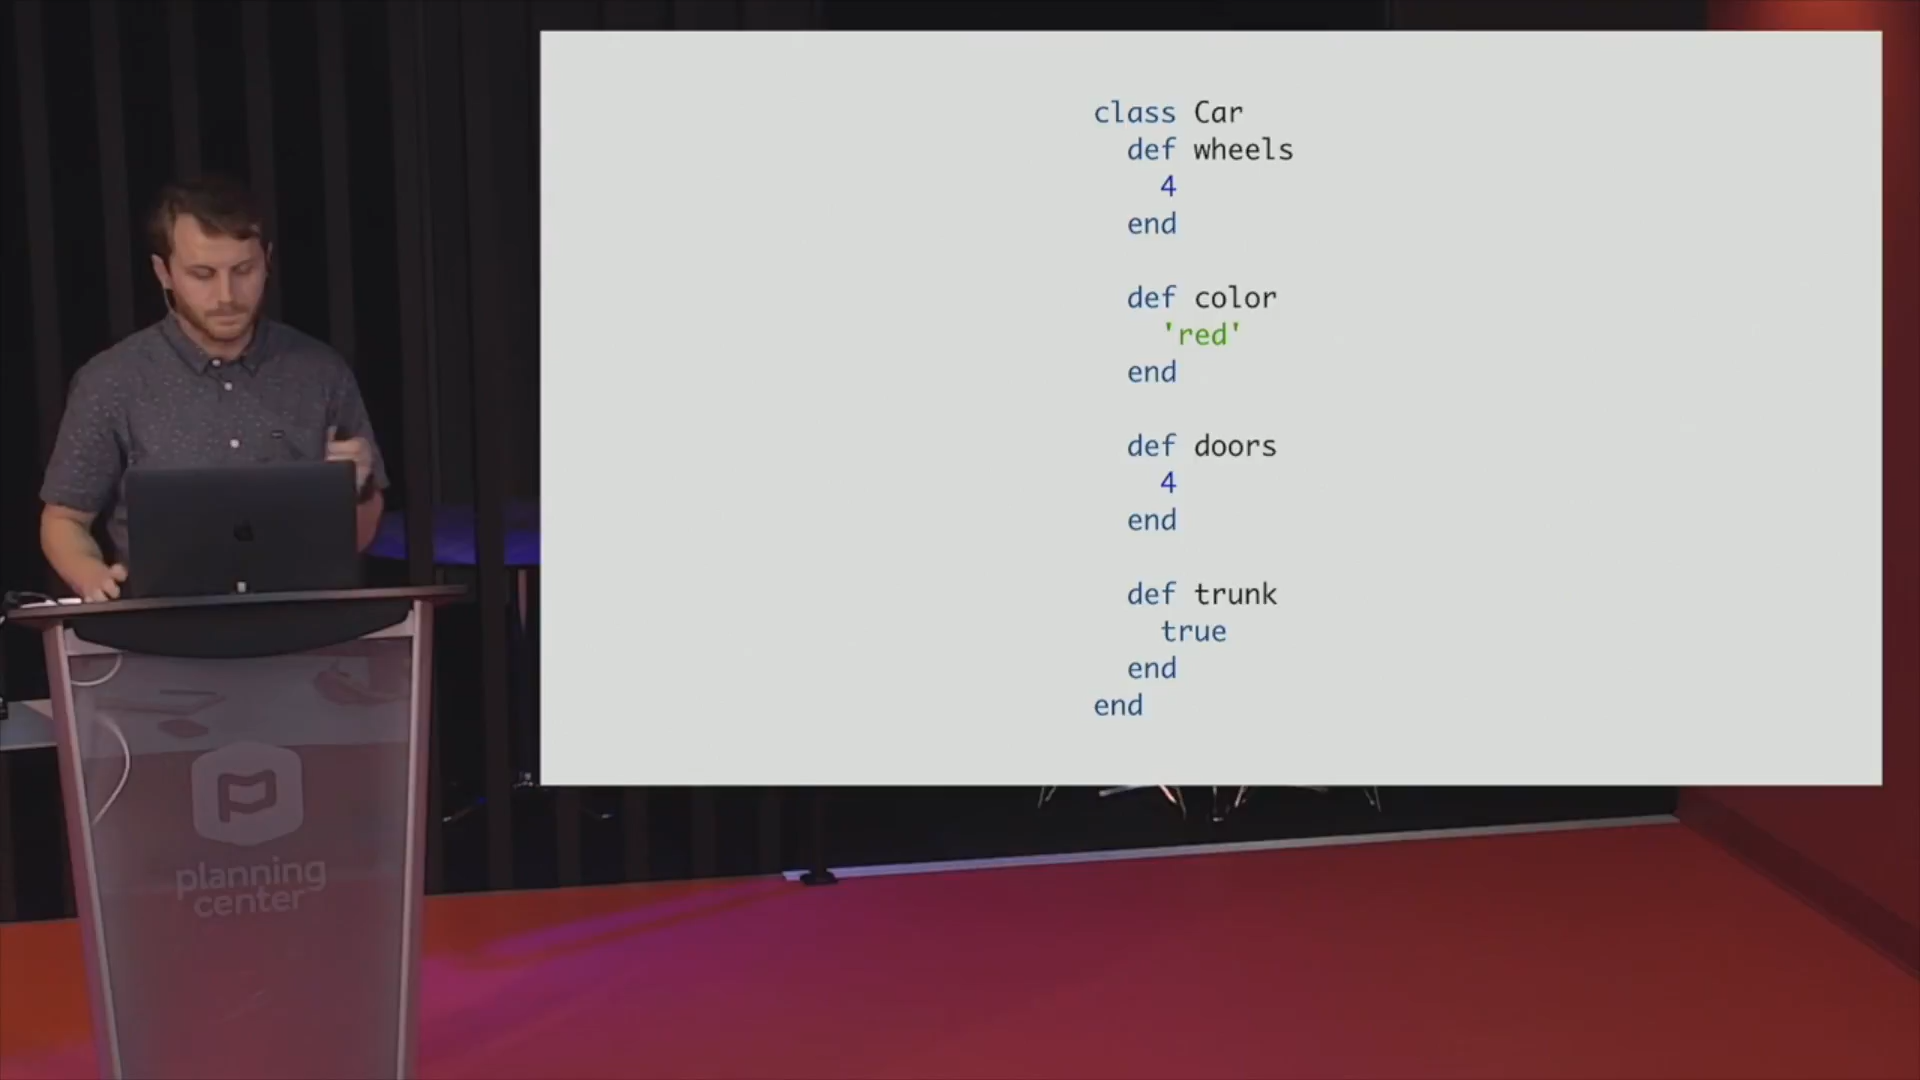 class Car
  def wheels
    4
  end

  def color
    'red'
  end

  def doors
    4
  end

  def trunk
    true
  end
end
planning
center